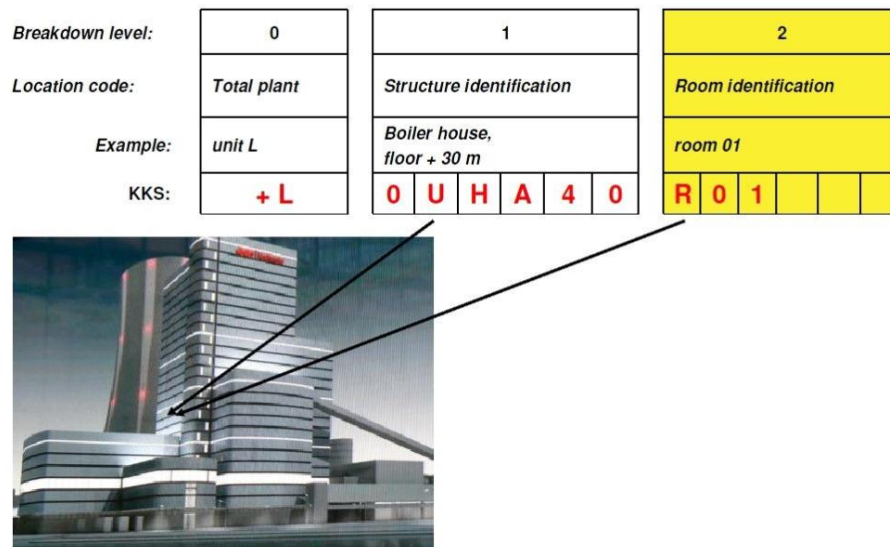 Breakdown level: 0 1 2
Location code: Total plant Structure identification Room identification
Example: unit L Boiler house, floor + 30 m room 01
KKS: + L 0 U H A 4 0 R 0 1